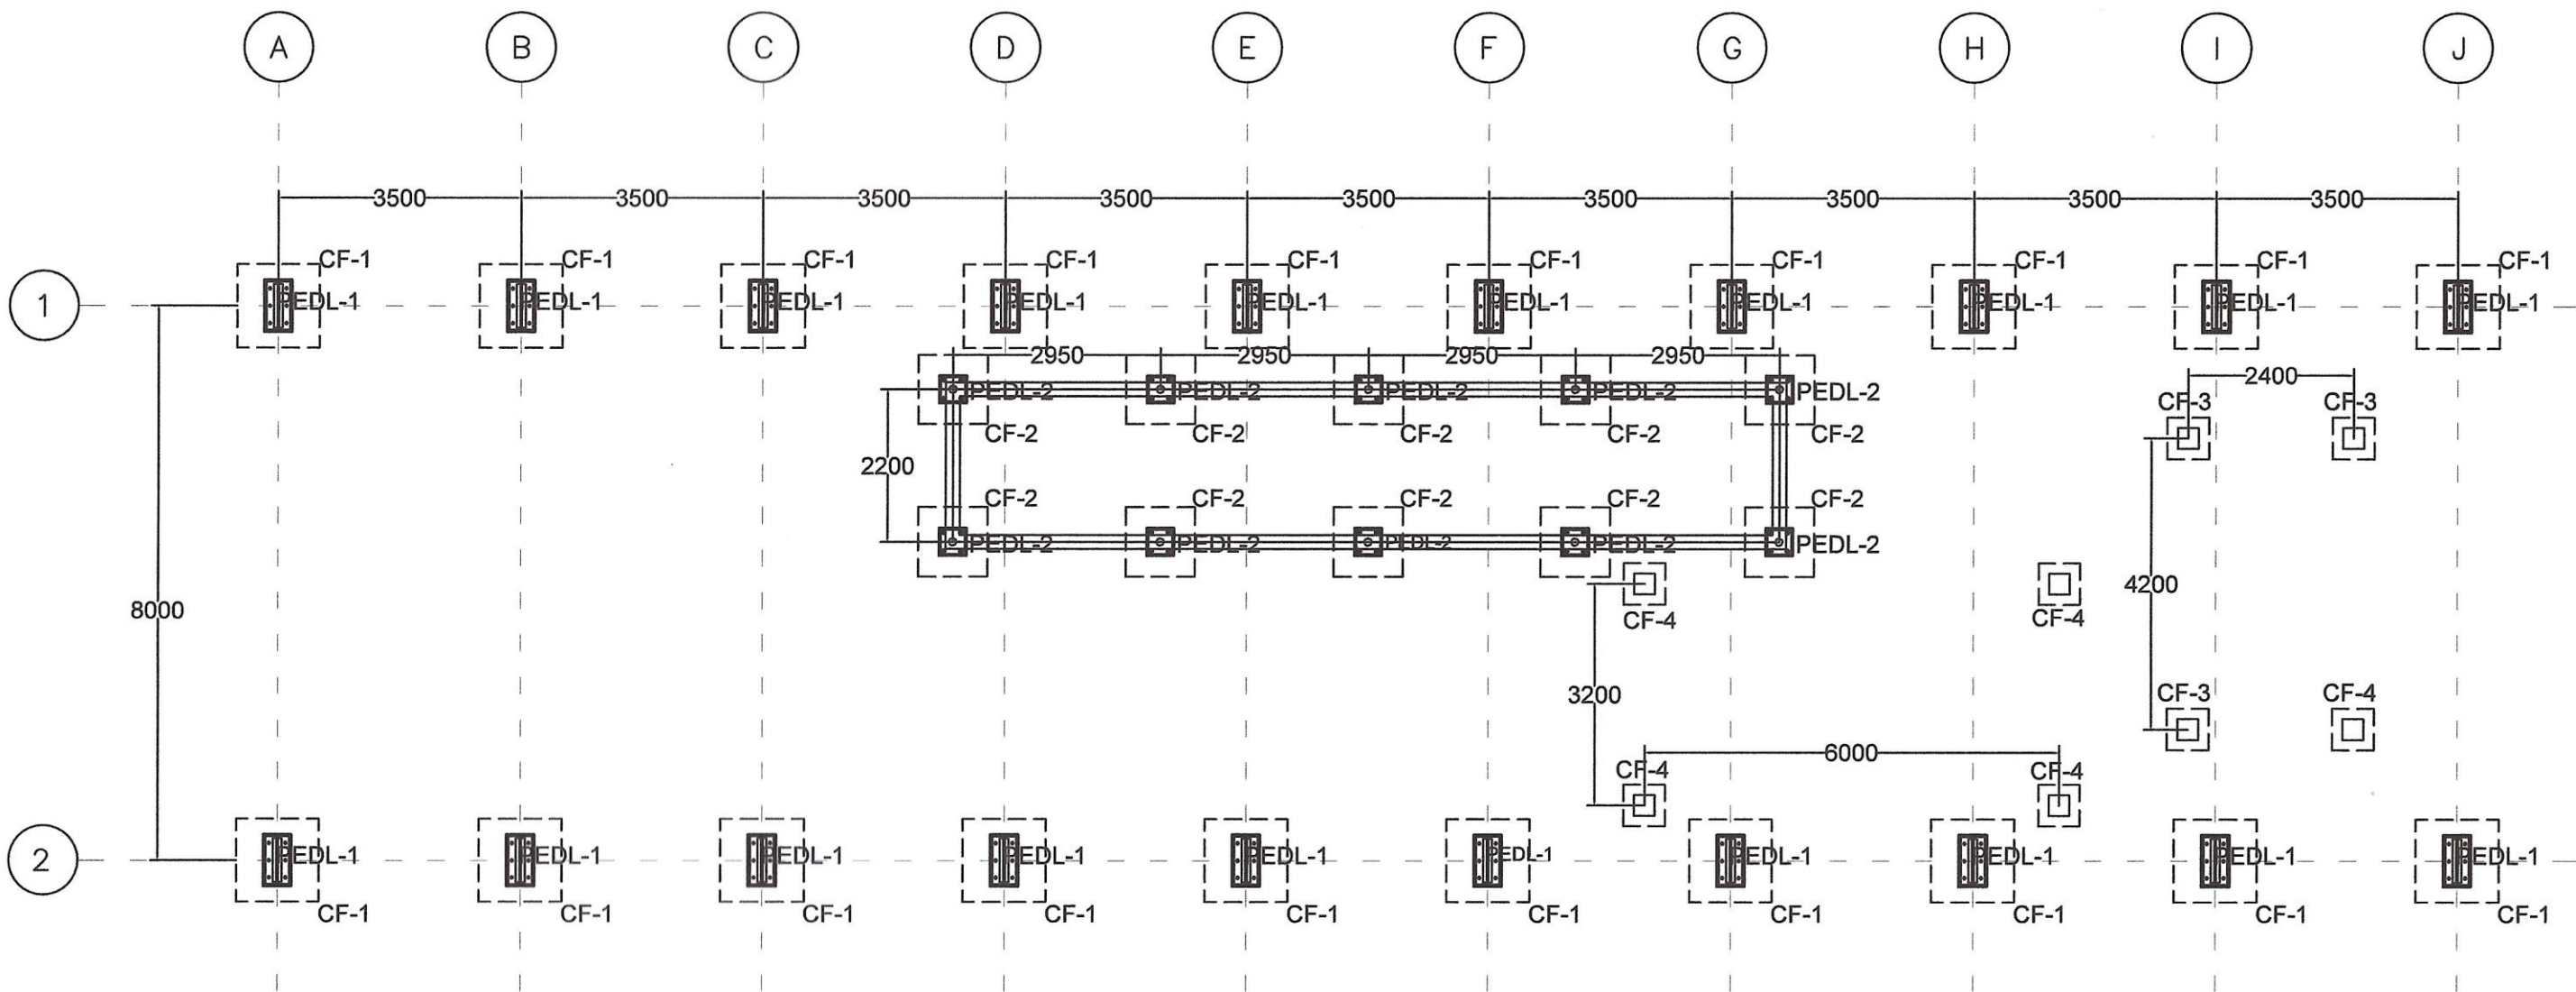 A B C D E F G H I J
3500 3500 3500 3500 3500 3500 3500 3500 3500
CF-1 CF-1 CF-1 CF-1 CF-1 CF-1 CF-1 CF-1 CF-1 CF-1
1 PEDL-1 PEDL-1 PEDL-1 PEDL-1 PEDL-1 PEDL-1 PEDL-1 PEDL-1 PEDL-1 PEDL-1
2950 2950 2950 2950
2400
PEDL-2 PEDL-2 PEDL-2 PEDL-2 PEDL-2
CF-3 CF-3
CF-2 CF-2 CF-2 CF-2 CF-2
2200
CF-2 CF-2 CF-2 CF-2 CF-2
PEDL-2 PEDL-2 PEDL-2 PEDL-2 PEDL-2
4200
8000
CF-4 CF-4
3200
CF-3 CF-4
6000
CF-4 CF-4
2 PEDL-1 PEDL-1 PEDL-1 PEDL-1 PEDL-1 PEDL-1 PEDL-1 PEDL-1 PEDL-1 PEDL-1
CF-1 CF-1 CF-1 CF-1 CF-1 CF-1 CF-1 CF-1 CF-1 CF-1